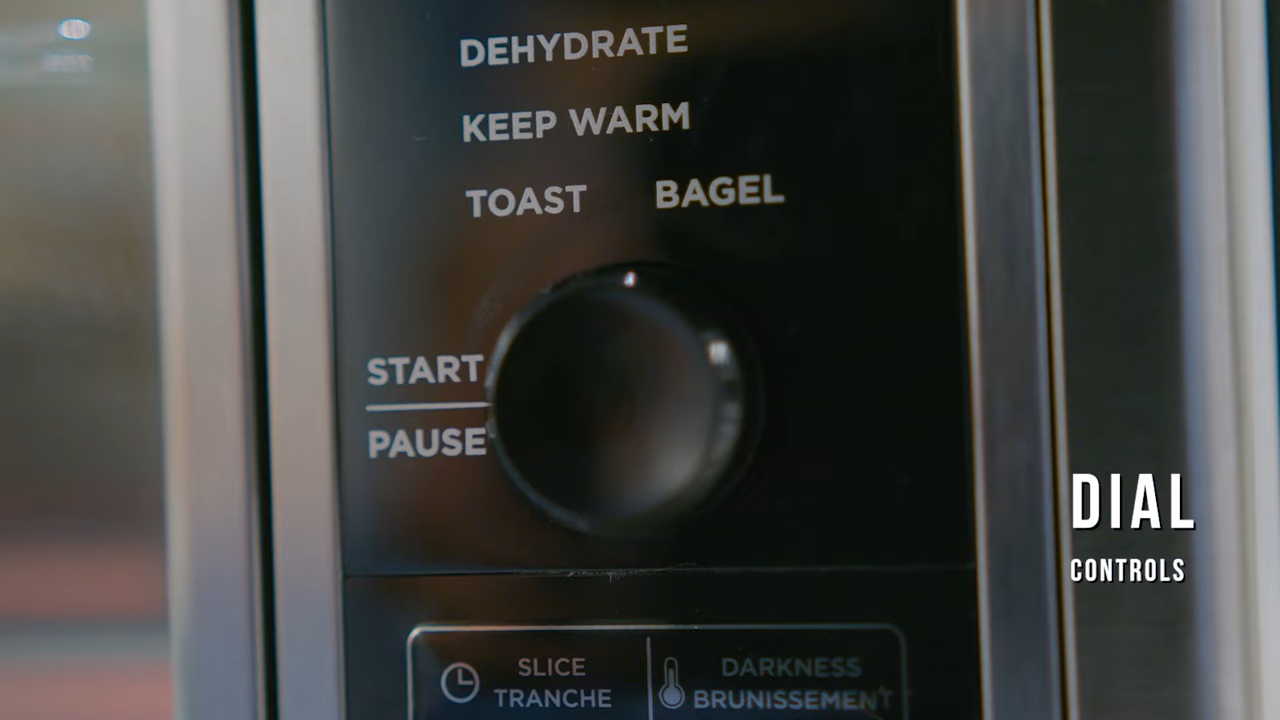 DEHYDRATE
KEEP WARM
TOAST BAGEL
START
PAUSE
DIAL
CONTROLS
SLICE
TRANCHE
DARKNESS
BRUNISSEMENT